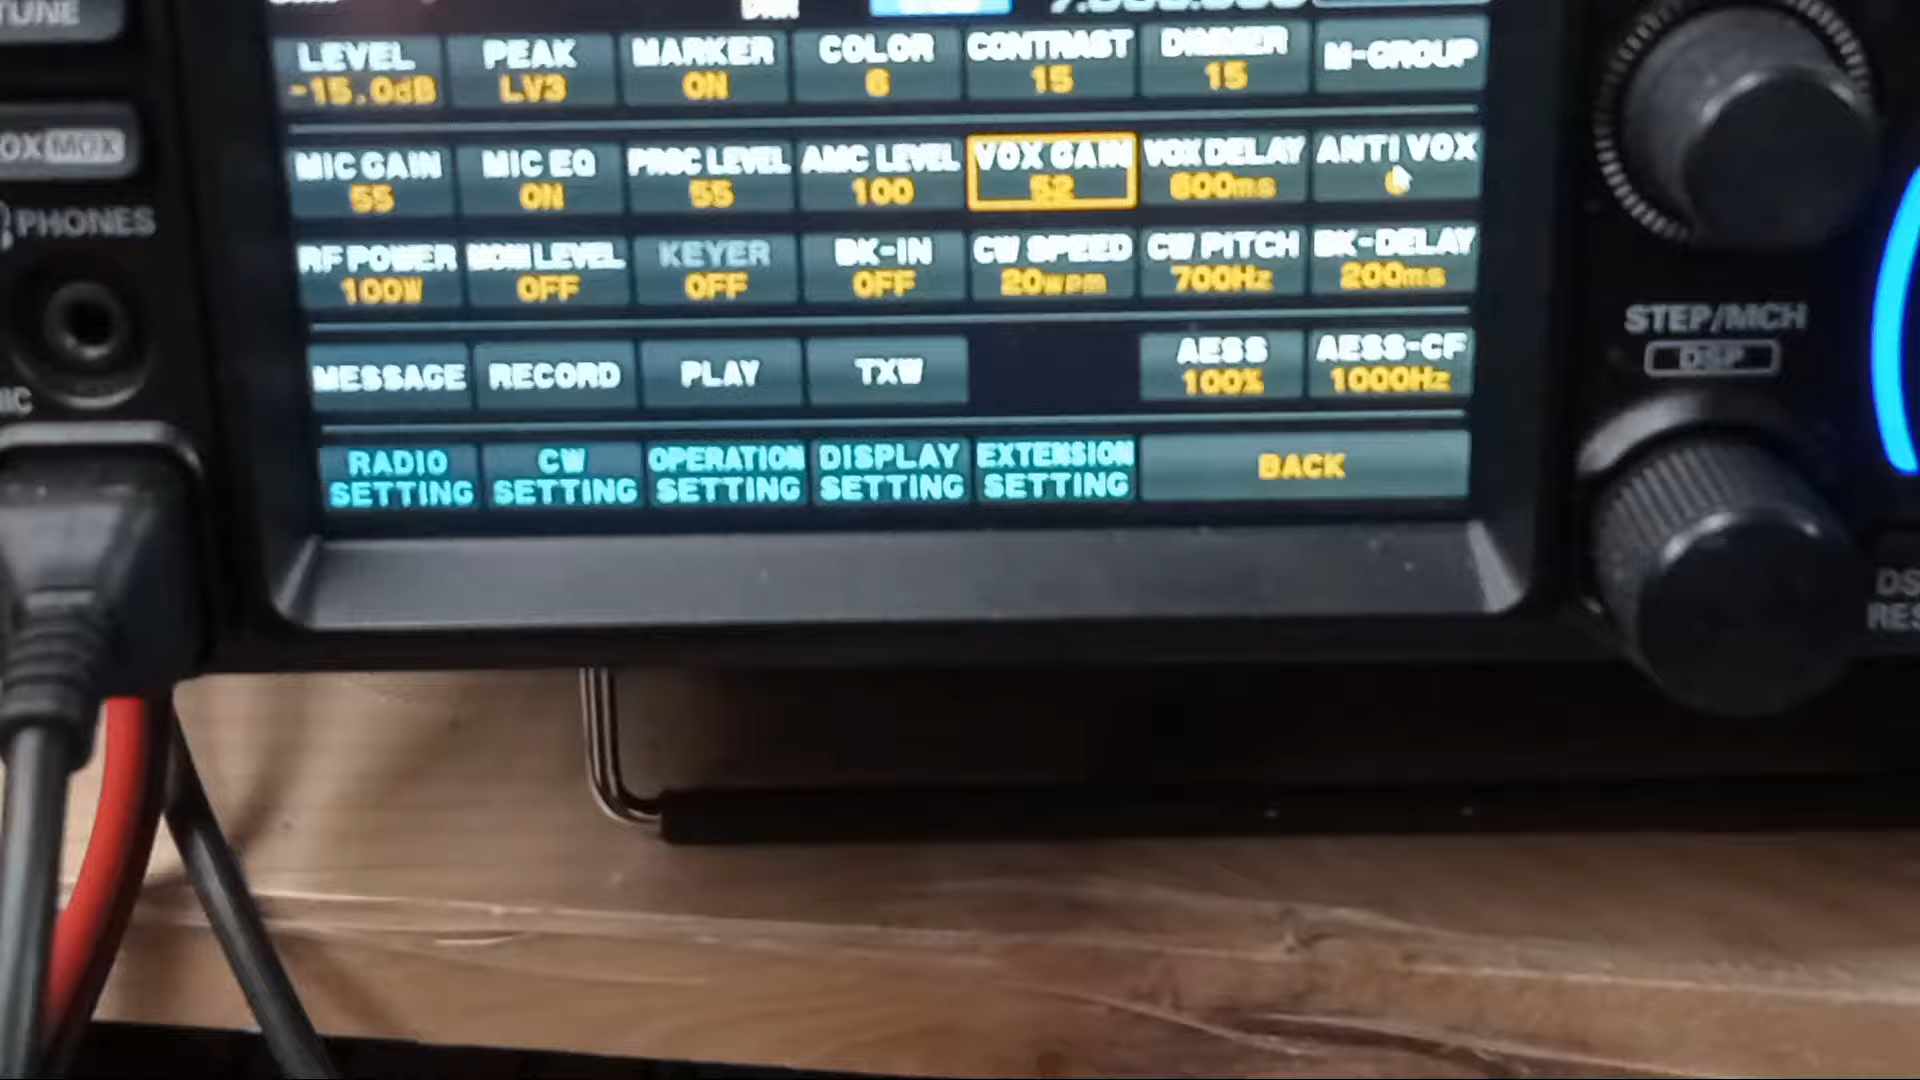 TUNE
LEVEL PEAK MARKER COLOR CONTRAST DIMMER M-GROUP
-15.0dB LV3 ON 6 15 15
MOX
MIC GAIN MIC EQ PROC LEVEL AMC LEVEL VOX GAIN VOX DELAY ANTI VOX
55 ON 55 100 52 600ms
PHONES
RF POWER MONI LEVEL KEYER BK-IN CW SPEED CW PITCH BK-DELAY
100W OFF OFF OFF 20wpm 700Hz 200ms
STEP/MCH
DSP
MESSAGE RECORD PLAY TXW AESS AESS-CF
100% 1000Hz
RADIO SETTING CW SETTING OPERATION SETTING DISPLAY SETTING EXTENSION SETTING BACK